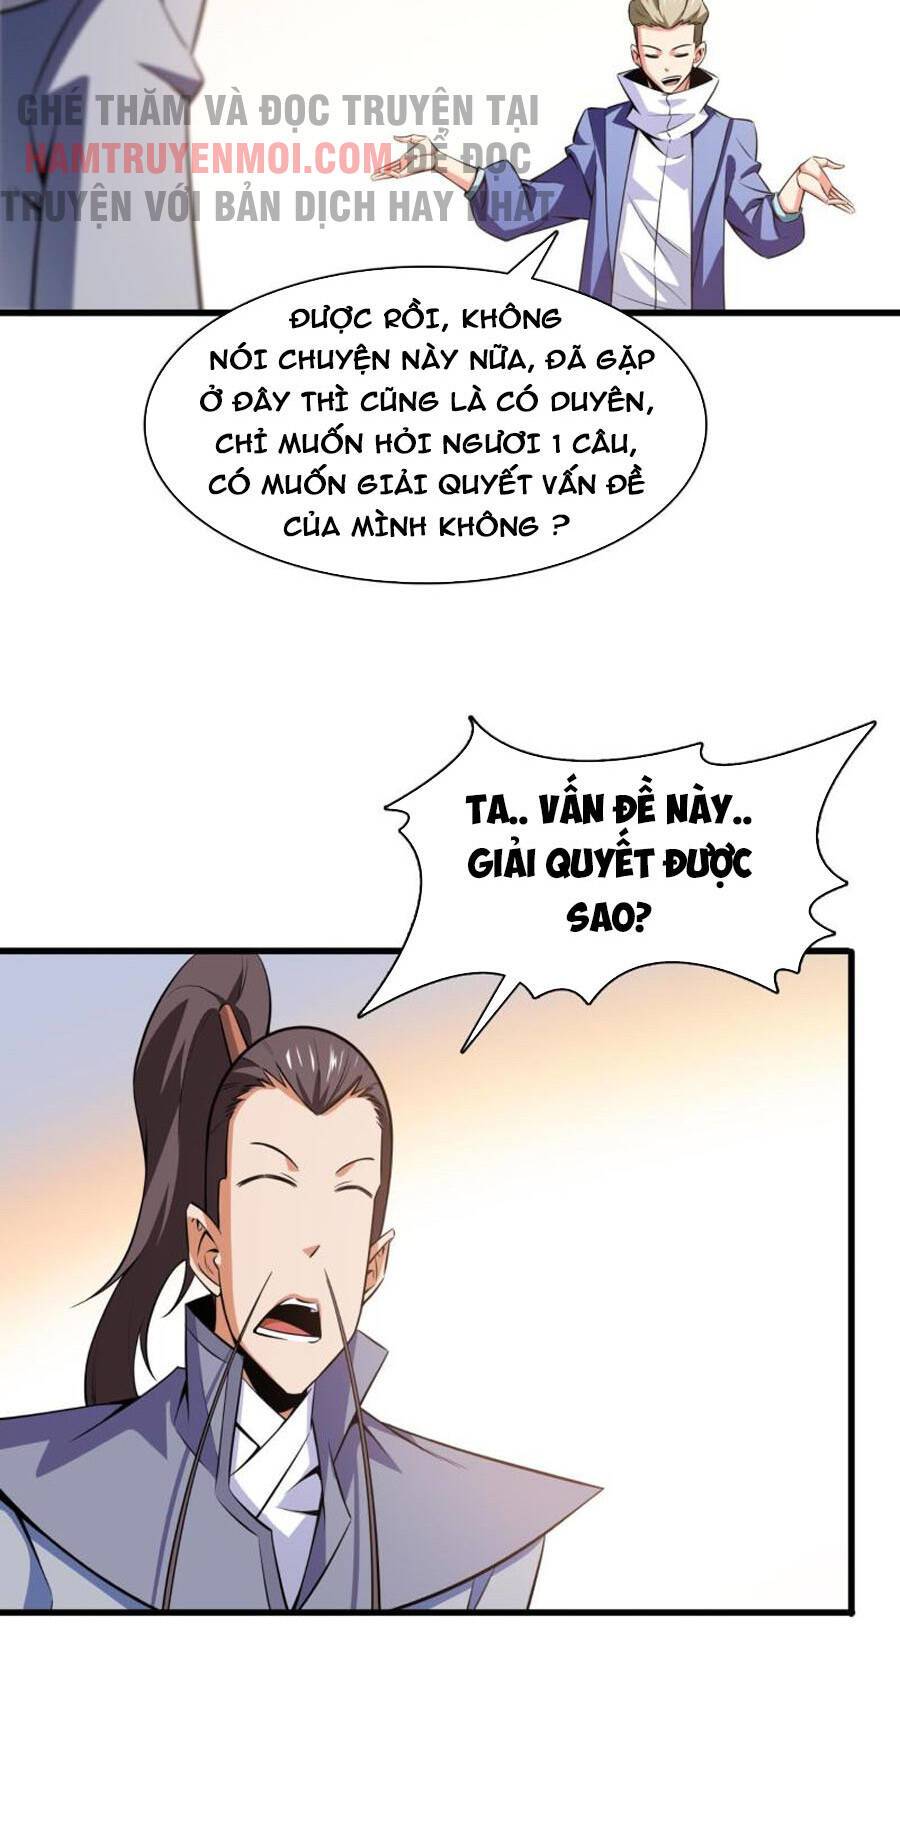 GHÉ THĂM VÀ ĐỌC TRUYỆN TẠI
HAMTRUYENMOI.COM ĐỂ ĐỌC
TRUYỆN VỚI BẢN DỊCH HAY NHẤT
ĐƯỢC RỒI, KHÔNG
NÓI CHUYỆN NÀY NỮA, ĐÃ GẶP
Ở ĐÂY THÌ CŨNG LÀ CÓ DUYÊN,
CHỈ MUỐN HỎI NGƯƠI 1 CÂU,
CÓ MUỐN GIẢI QUYẾT VẤN ĐỀ
CỦA MÌNH KHÔNG ?
TA.. VẤN ĐỀ NÀY..
GIẢI QUYẾT ĐƯỢC
SAO?